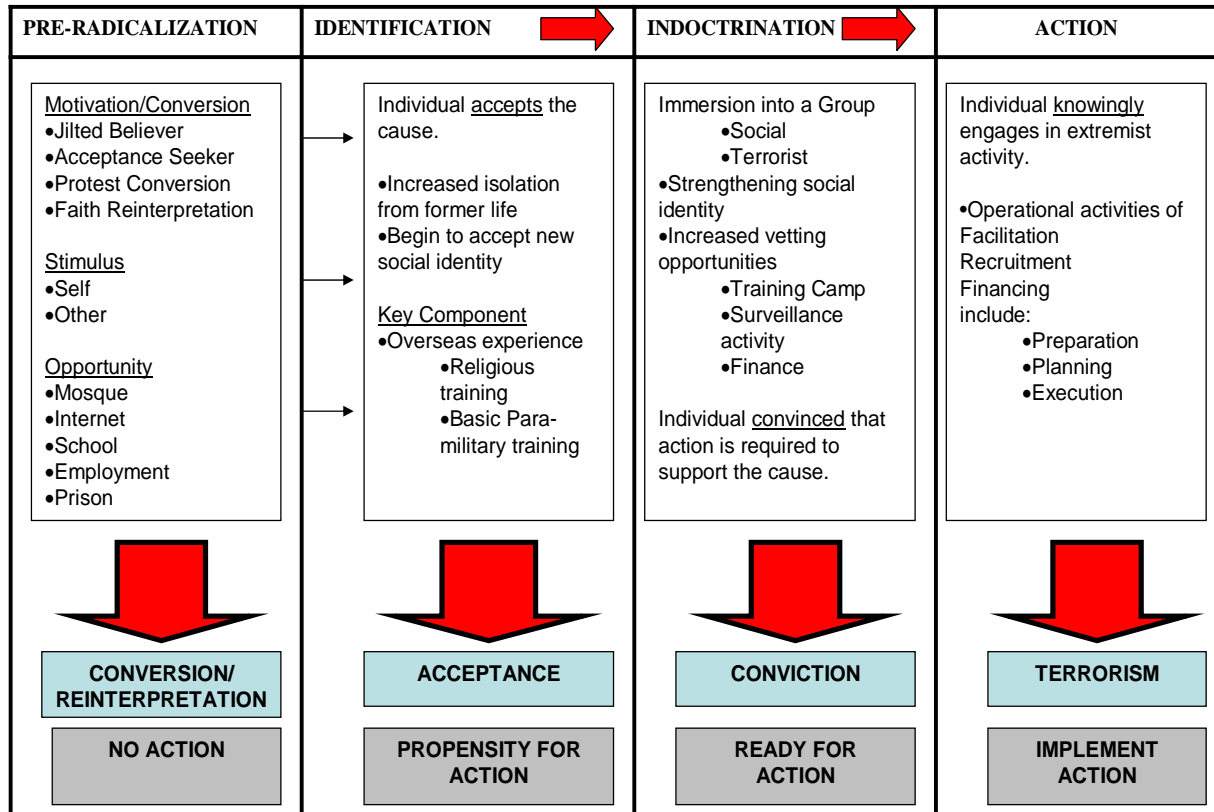 PRE-RADICALIZATION
IDENTIFICATION
INDOCTRINATION
ACTION
Motivation/Conversion
•Jilted Believer
•Acceptance Seeker
•Protest Conversion
•Faith Reinterpretation
Stimulus
•Self
•Other
Opportunity
•Mosque
•Internet
•School
•Employment
•Prison
Individual accepts the
cause.
•Increased isolation
from former life
•Begin to accept new
social identity
Key Component
•Overseas experience
•Religious
training
•Basic Para-
military training
Immersion into a Group
•Social
•Terrorist
•Strengthening social
identity
•Increased vetting
opportunities
•Training Camp
•Surveillance
activity
•Finance
Individual convinced that
action is required to
support the cause.
Individual knowingly
engages in extremist
activity.
•Operational activities of
Facilitation
Recruitment
Financing
include:
•Preparation
•Planning
•Execution
CONVERSION/
REINTERPRETATION
ACCEPTANCE
CONVICTION
TERRORISM
NO ACTION
PROPENSITY FOR
ACTION
READY FOR
ACTION
IMPLEMENT
ACTION